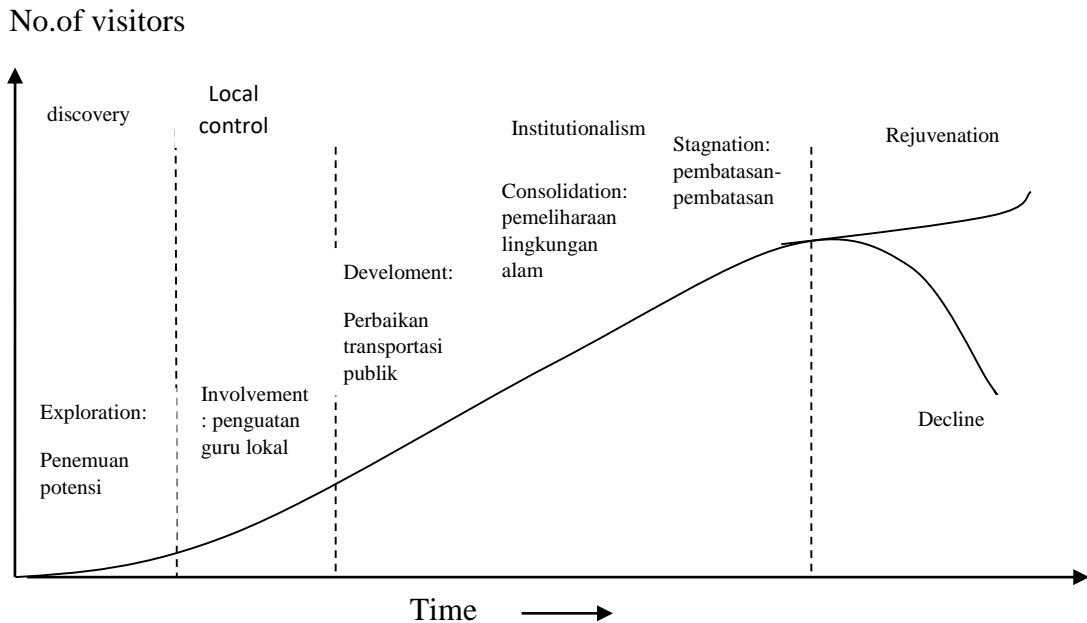 No.of visitors
discovery
Local
control
Institutionalism
Stagnation:
pembatasan-
pembatasan
Rejuvenation
Consolidation:
pemeliharaan
lingkungan
alam
Develoment:
Perbaikan
transportasi
publik
Involvement
: penguatan
guru lokal
Exploration:
Penemuan
potensi
Decline
Time